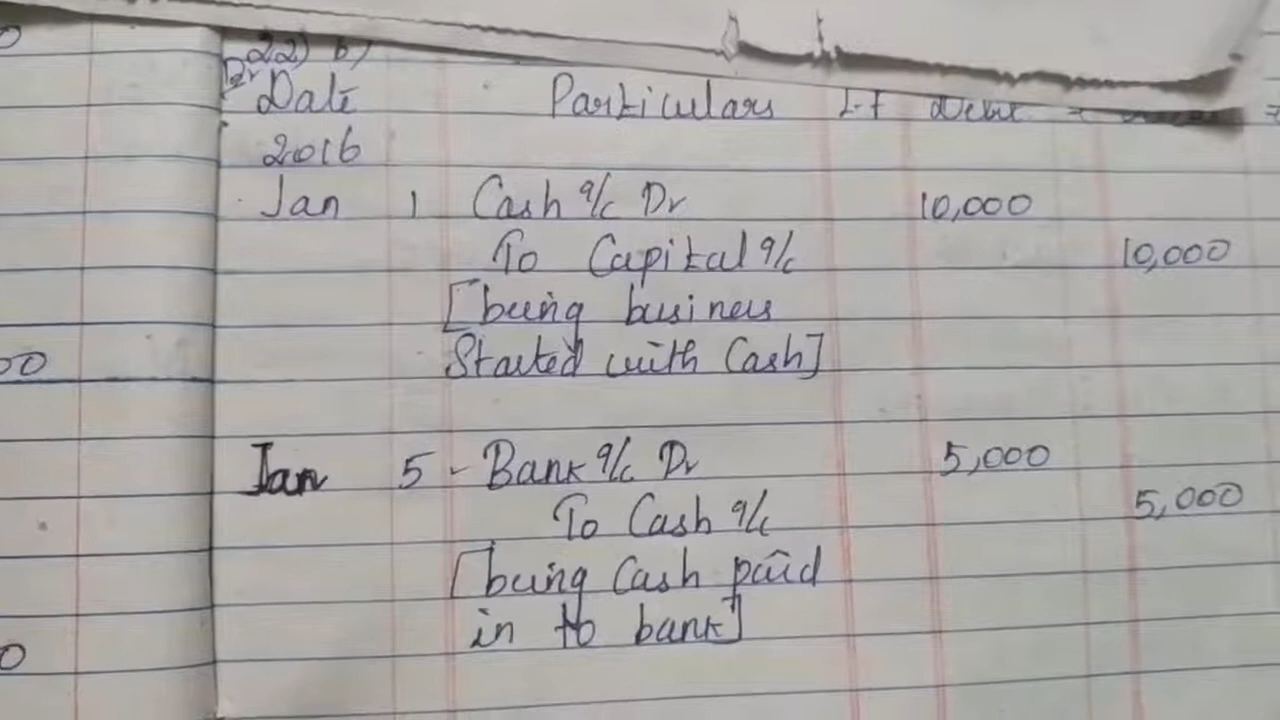 22) b)
Dr
Date Particulars L.f Debit
2016
Jan 1 Cash a/c Dr 10,000
To Capital a/c 10,000
[being business
Started with Cash]
Jan 5 - Bank a/c Dr 5,000
To Cash a/c 5,000
[being Cash paid
in to bank]